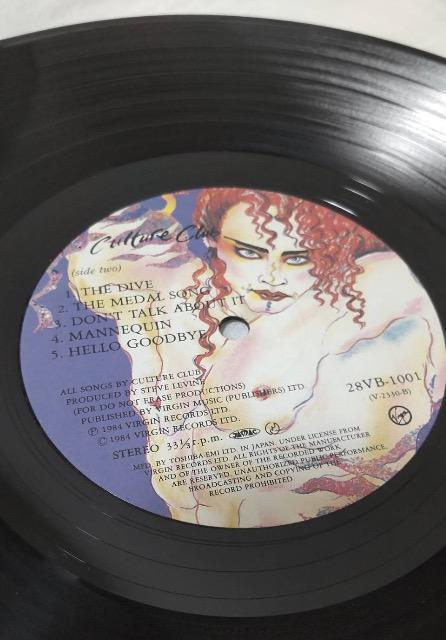 Culture Club
(side two)
1. THE DIVE
2. THE MEDAL SONG
3. DON'T TALK ABOUT IT
4. MANNEQUIN
5. HELLO GOODBYE
ALL SONGS BY CULTURE CLUB
PRODUCED BY STEVE LEVINE
(FOR DO NOT ERASE PRODUCTIONS)
PUBLISHED BY VIRGIN MUSIC (PUBLISHERS) LTD.
℗ 1984 VIRGIN RECORDS LTD.
© 1984 VIRGIN RECORDS LTD.
28VB-1001
(V-2330-B)
Virgin
STEREO 33⅓r.p.m.
MFD. BY TOSHIBA-EMI LTD. IN JAPAN. UNDER LICENSE FROM
VIRGIN RECORDS LTD. ALL RIGHTS OF THE MANUFACTURER
AND OF THE OWNER OF THE RECORDED WORK
ARE RESERVED. UNAUTHORIZED PUBLIC PERFORMANCE,
BROADCASTING AND COPYING OF THE
RECORD PROHIBITED